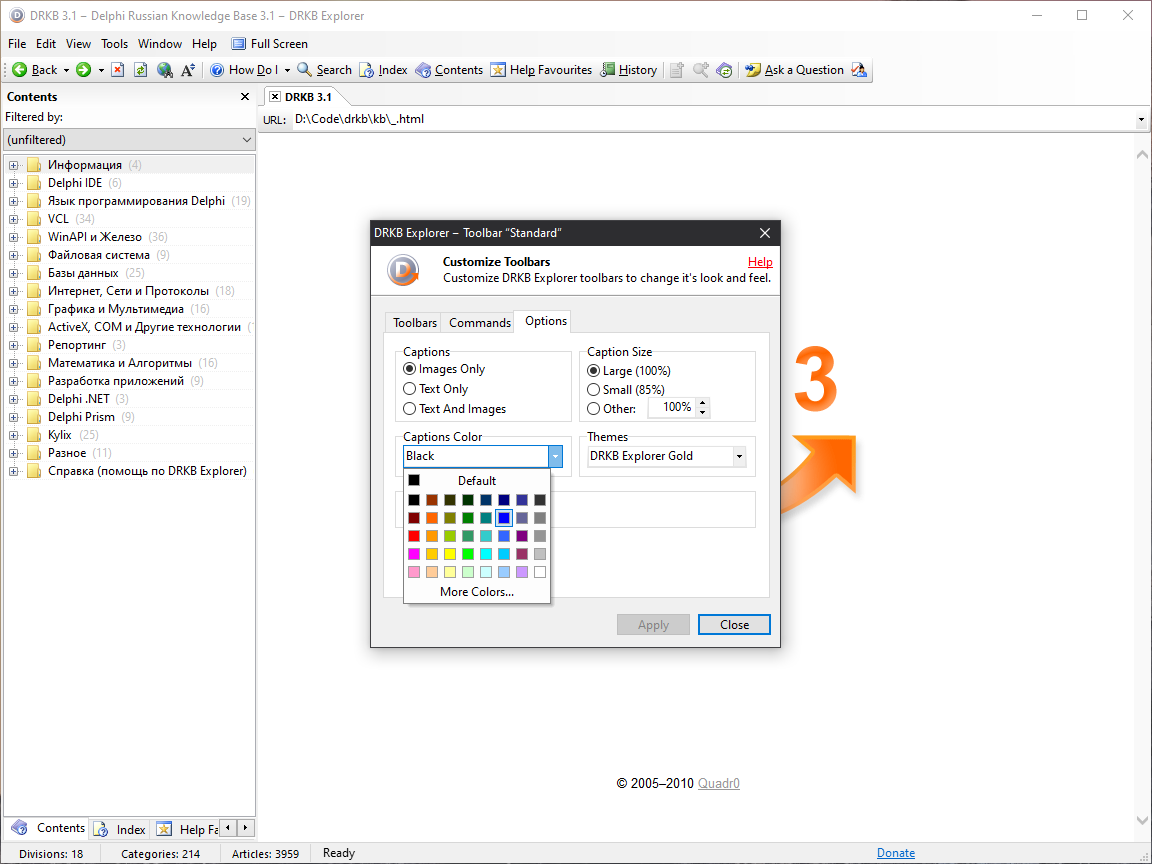 DRKB 3.1 – Delphi Russian Knowledge Base 3.1 – DRKB Explorer
File Edit View Tools Window Help Full Screen
Back How Do I Search Index Contents Help Favourites History Ask a Question
Contents
Filtered by:
(unfiltered)
Информация (4)
Delphi IDE (6)
Язык программирования Delphi (19)
VCL (34)
WinAPI и Железо (36)
Файловая система (9)
Базы данных (25)
Интернет, Сети и Протоколы (18)
Графика и Мультимедиа (16)
ActiveX, COM и Другие технологии (
Репортинг (3)
Математика и Алгоритмы (16)
Разработка приложений (9)
Delphi .NET (3)
Delphi Prism (9)
Kylix (25)
Разное (11)
Справка (помощь по DRKB Explorer)
Contents Index Help Fa
DRKB 3.1
URL: D:\Code\drkb\kb\_.html
DRKB Explorer – Toolbar "Standard"
Customize Toolbars
Help
Customize DRKB Explorer toolbars to change it's look and feel.
Toolbars Commands Options
Captions
Images Only
Text Only
Text And Images
Caption Size
Large (100%)
Small (85%)
Other: 100%
Captions Color
Black
Themes
DRKB Explorer Gold
Default
More Colors...
Apply Close
3
© 2005–2010 Quadr0
Divisions: 18 Categories: 214 Articles: 3959 Ready Donate